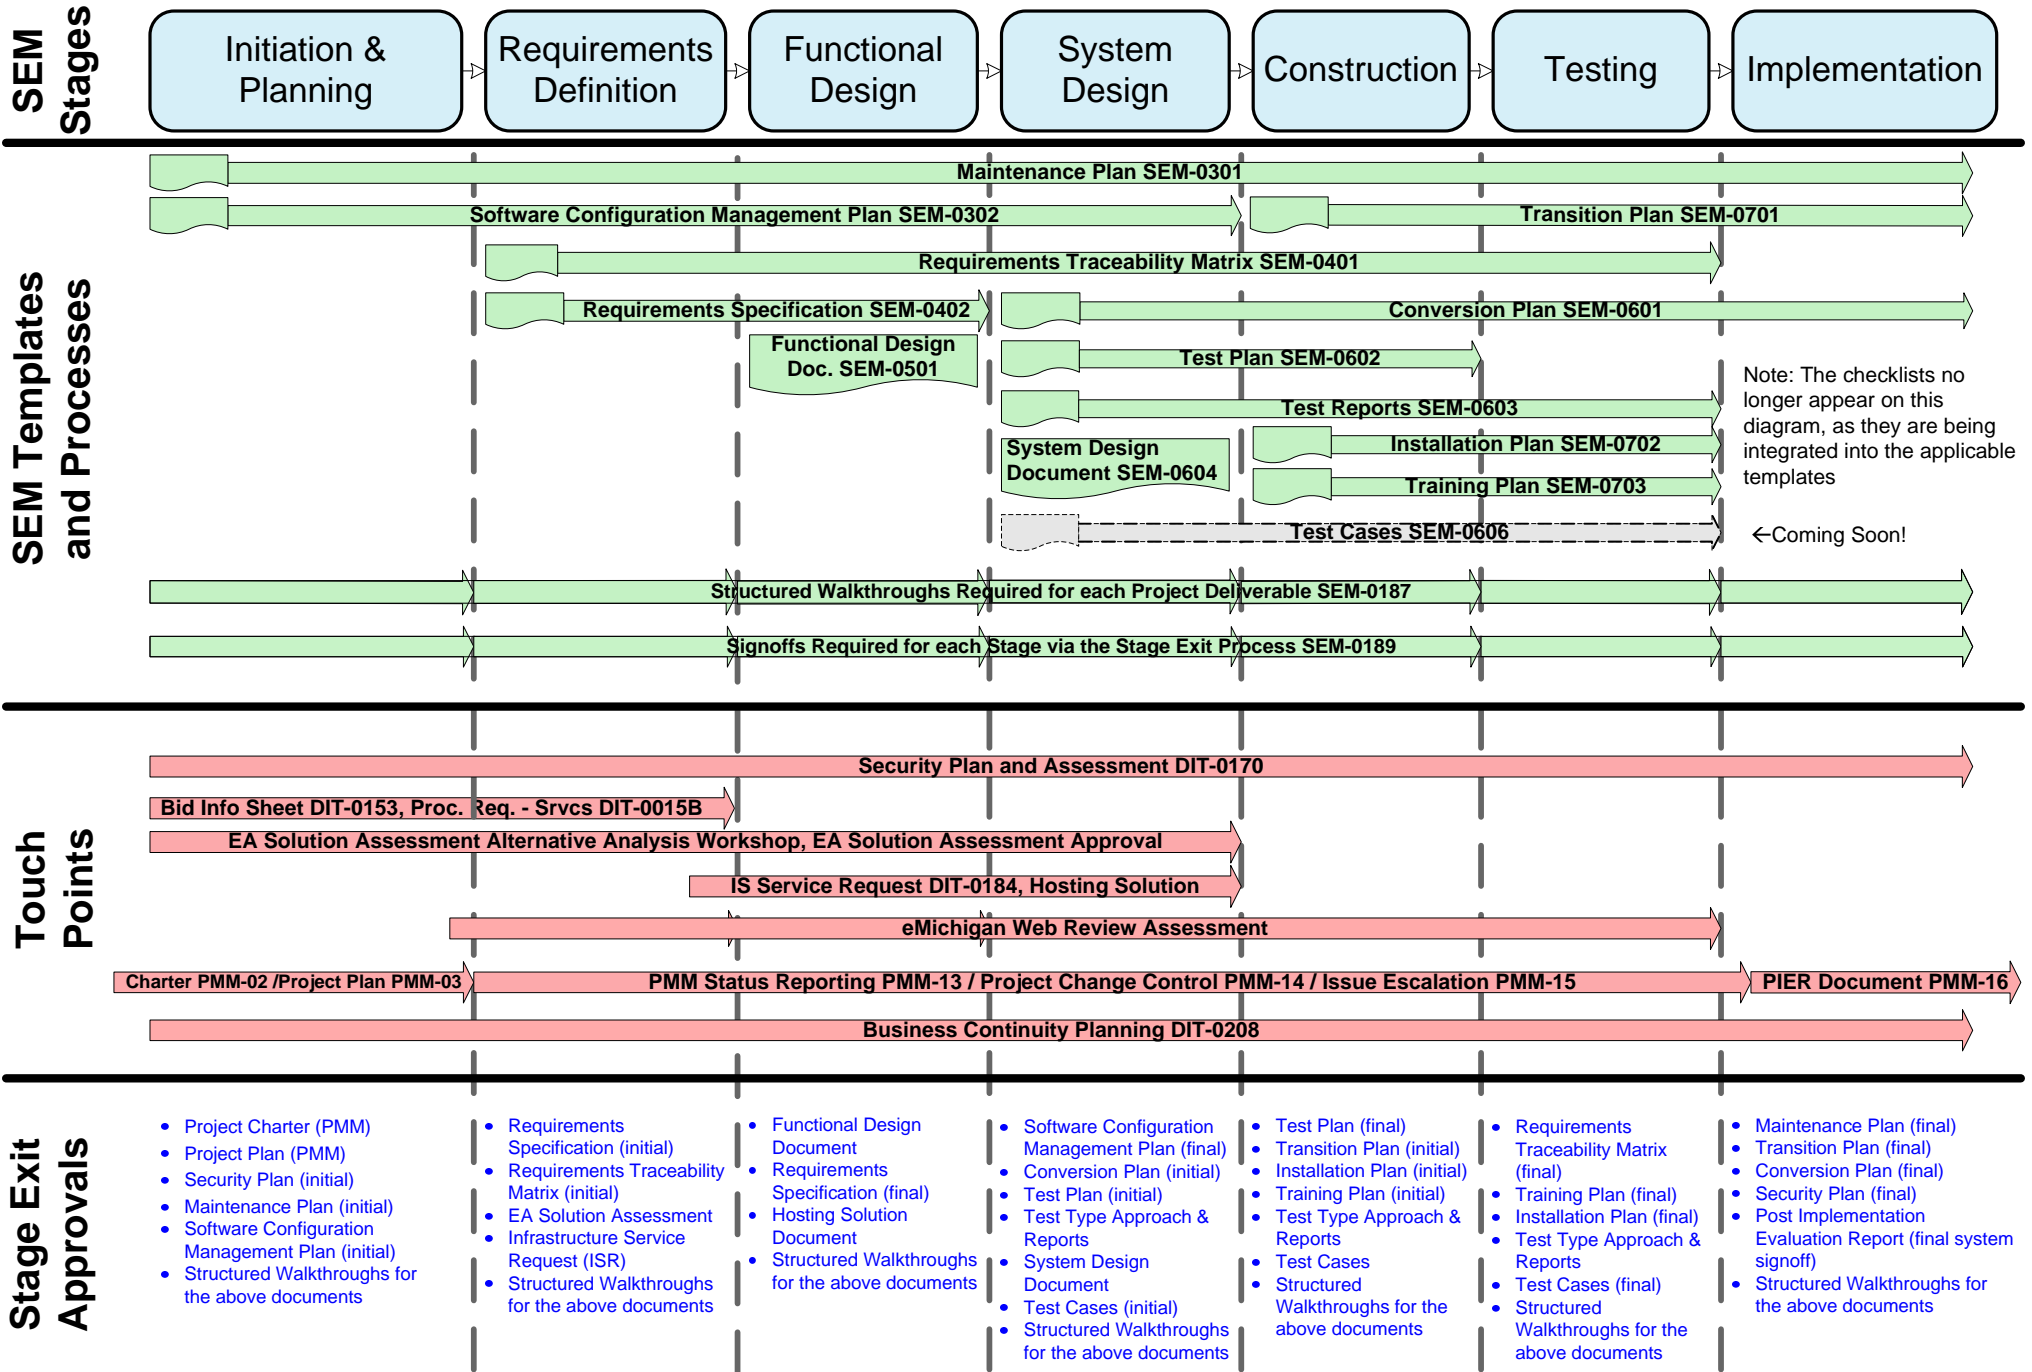 SEM
Stages
Initiation &
Planning
Requirements
Definition
Functional
Design
System
Design
Construction
Testing
Implementation
SEM Templates
and Processes
Maintenance Plan SEM-0301
Software Configuration Management Plan SEM-0302
Transition Plan SEM-0701
Requirements Traceability Matrix SEM-0401
Requirements Specification SEM-0402
Conversion Plan SEM-0601
Functional Design
Doc. SEM-0501
Test Plan SEM-0602
Test Reports SEM-0603
System Design
Document SEM-0604
Installation Plan SEM-0702
Training Plan SEM-0703
Test Cases SEM-0606
Note: The checklists no
longer appear on this
diagram, as they are being
integrated into the applicable
templates
←Coming Soon!
Structured Walkthroughs Required for each Project Deliverable SEM-0187
Signoffs Required for each Stage via the Stage Exit Process SEM-0189
Touch
Points
Security Plan and Assessment DIT-0170
Bid Info Sheet DIT-0153, Proc. Req. - Srvcs DIT-0015B
EA Solution Assessment Alternative Analysis Workshop, EA Solution Assessment Approval
IS Service Request DIT-0184, Hosting Solution
eMichigan Web Review Assessment
Charter PMM-02 /Project Plan PMM-03
PMM Status Reporting PMM-13 / Project Change Control PMM-14 / Issue Escalation PMM-15
PIER Document PMM-16
Business Continuity Planning DIT-0208
Stage Exit
Approvals
• Project Charter (PMM)
• Project Plan (PMM)
• Security Plan (initial)
• Maintenance Plan (initial)
• Software Configuration
Management Plan (initial)
• Structured Walkthroughs for
the above documents
• Requirements
Specification (initial)
• Requirements Traceability
Matrix (initial)
• EA Solution Assessment
• Infrastructure Service
Request (ISR)
• Structured Walkthroughs
for the above documents
• Functional Design
Document
• Requirements
Specification (final)
• Hosting Solution
Document
• Structured Walkthroughs
for the above documents
• Software Configuration
Management Plan (final)
• Conversion Plan (initial)
• Test Plan (initial)
• Test Type Approach &
Reports
• System Design
Document
• Test Cases (initial)
• Structured Walkthroughs
for the above documents
• Test Plan (final)
• Transition Plan (initial)
• Installation Plan (initial)
• Training Plan (initial)
• Test Type Approach &
Reports
• Test Cases
• Structured
Walkthroughs for the
above documents
• Requirements
Traceability Matrix
(final)
• Training Plan (final)
• Installation Plan (final)
• Test Type Approach &
Reports
• Test Cases (final)
• Structured
Walkthroughs for the
above documents
• Maintenance Plan (final)
• Transition Plan (final)
• Conversion Plan (final)
• Security Plan (final)
• Post Implementation
Evaluation Report (final system
signoff)
• Structured Walkthroughs for
the above documents